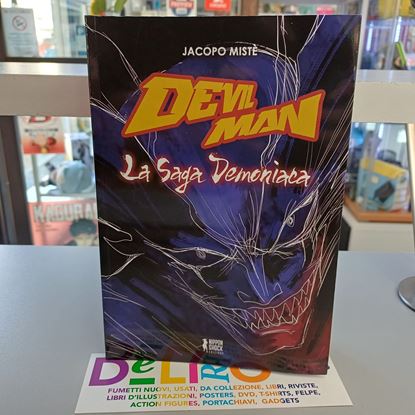 JACOPO MISTÈ
DEVIL
MAN
La Saga Demoniaca
KAGURA
DELIRIO
FUMETTI NUOVI, USATI, DA COLLEZIONE, LIBRI, RIVISTE,
LIBRI D'ILLUSTRAZIONI, POSTERS, DVD, T-SHIRTS, FELPE,
ACTION FIGURES, PORTACHIAVI, GADGETS